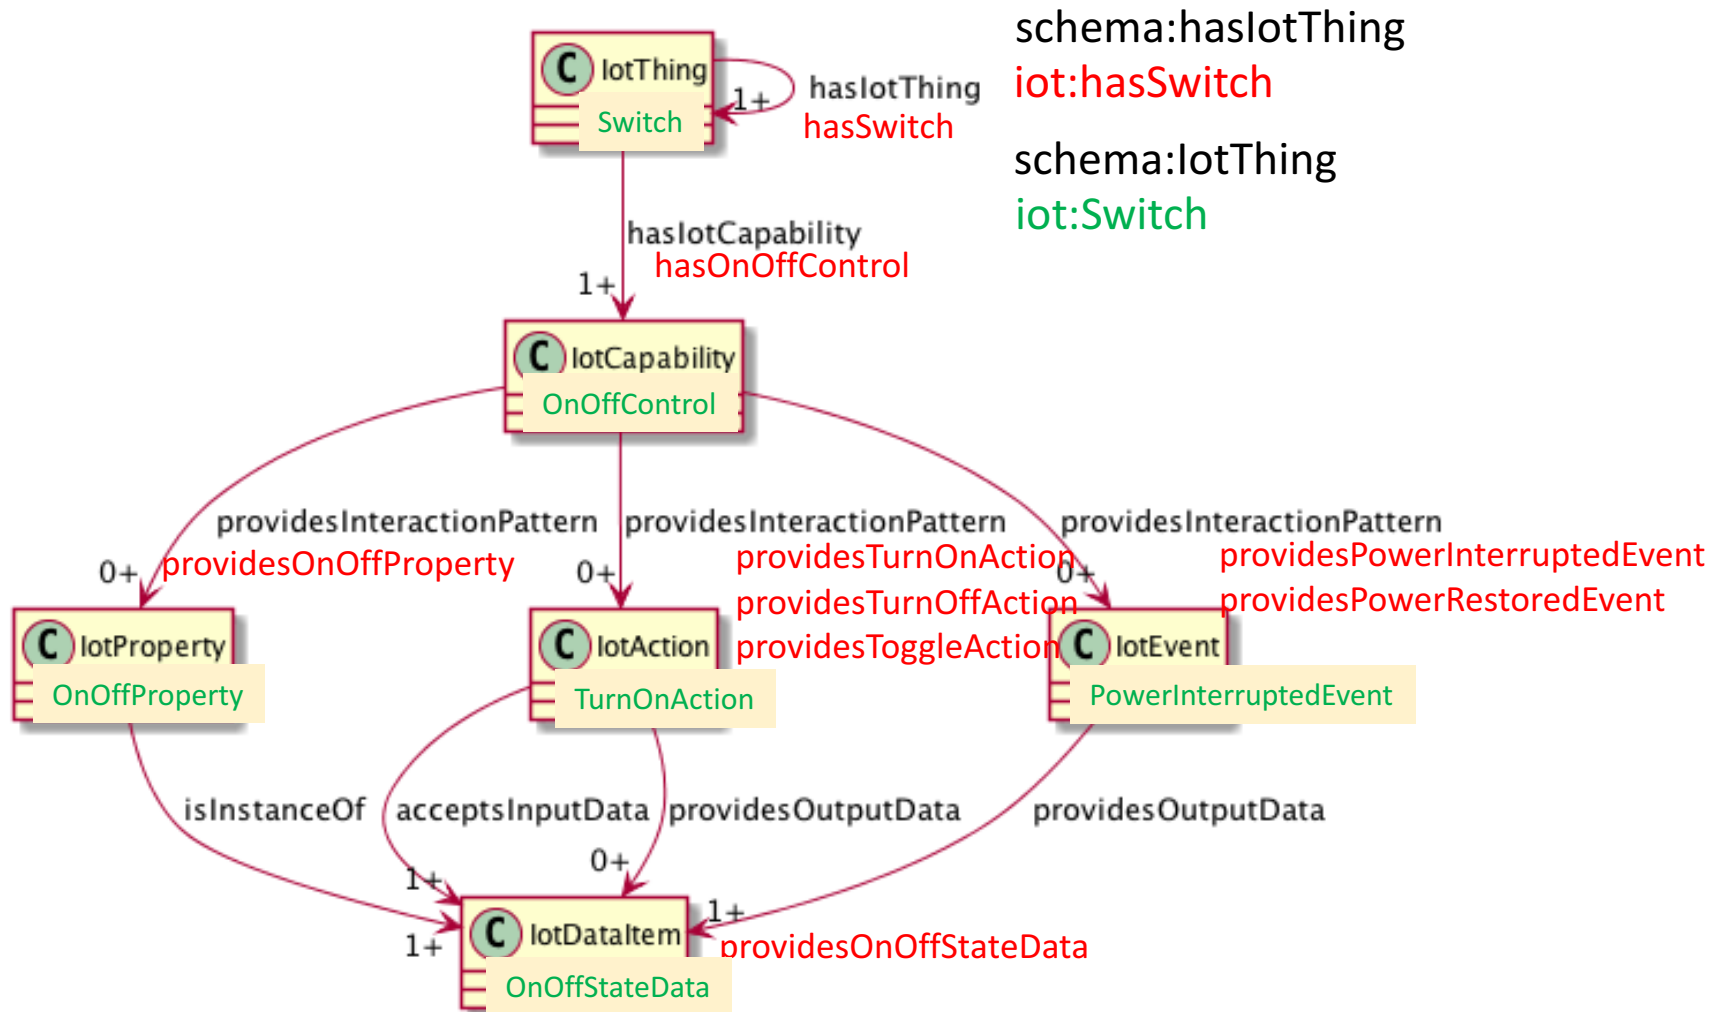 schema:hasIotThing
iot:hasSwitch
schema:IotThing
iot:Switch
C IotThing
Switch
1+
hasIotThing
hasSwitch
hasIotCapability
hasOnOffControl
1+
C IotCapability
OnOffControl
providesInteractionPattern
providesOnOffProperty
0+
providesInteractionPattern
providesTurnOnAction
providesTurnOffAction
providesToggleAction
0+
providesInteractionPattern
providesPowerInterruptedEvent
providesPowerRestoredEvent
0+
C IotProperty
OnOffProperty
C IotAction
TurnOnAction
C IotEvent
PowerInterruptedEvent
isInstanceOf
acceptsInputData
providesOutputData
providesOutputData
1+
0+
1+
1+
providesOnOffStateData
C IotDataItem
OnOffStateData